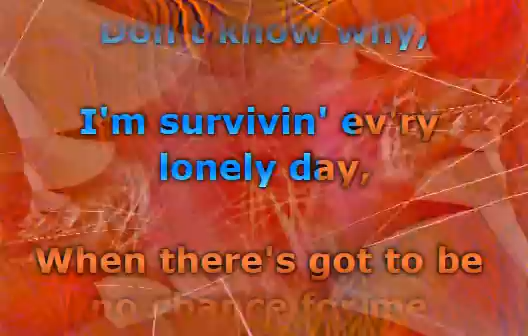 Don't know why,
I'm survivin' ev'ry
lonely day,
When there's got to be
no chance for me